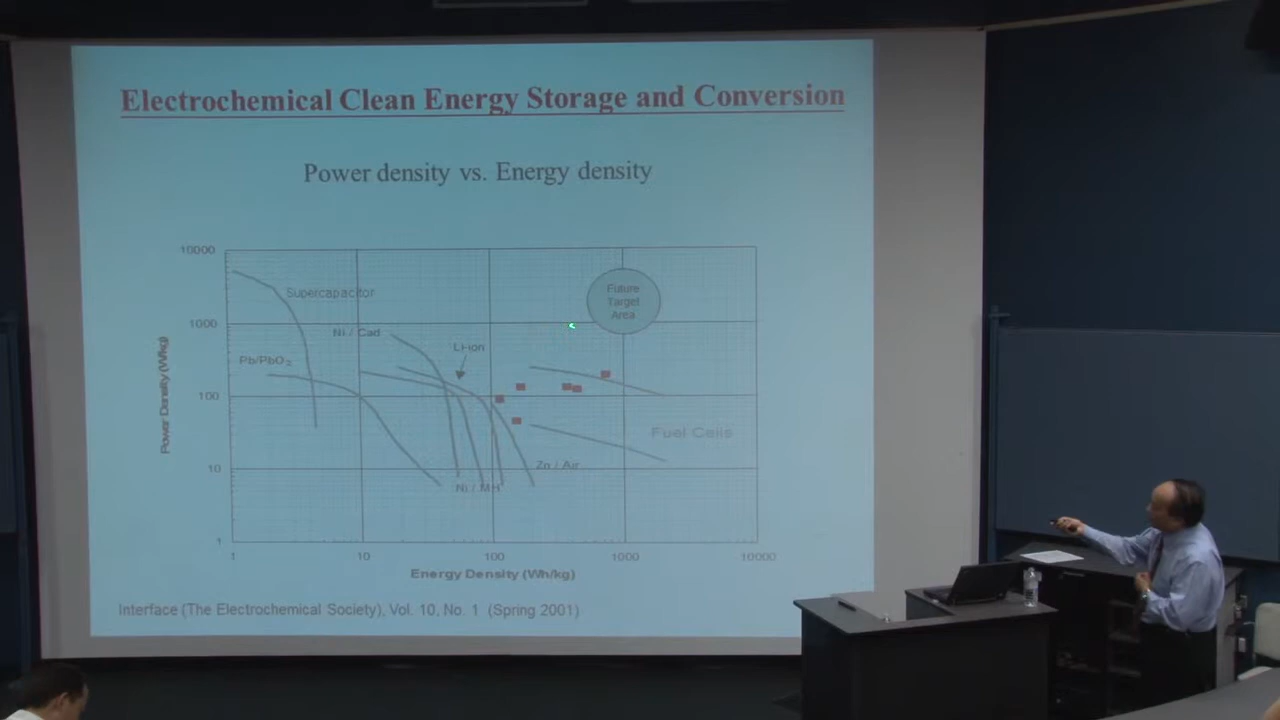 Electrochemical Clean Energy Storage and Conversion
Power density vs. Energy density
10000
1000
100
10
1
Power Density (W/kg)
Supercapacitor
Future
Target
Area
Ni / Cad
Li-ion
Pb/PbO2
Fuel Cells
Zn / Air
Ni / MH
1
10
100
1000
10000
Energy Density (Wh/kg)
Interface (The Electrochemical Society), Vol. 10, No. 1 (Spring 2001)